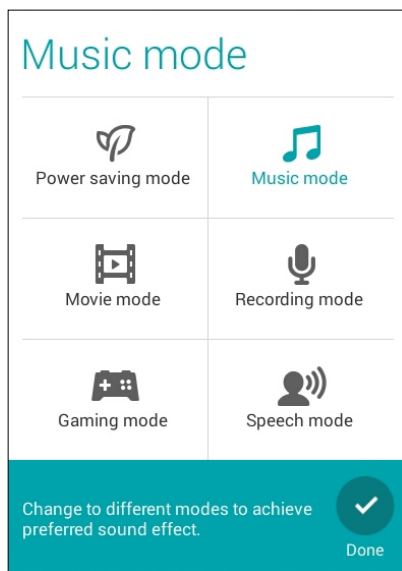 Music mode
Power saving mode
Music mode
Movie mode
Recording mode
Gaming mode
Speech mode
Change to different modes to achieve
preferred sound effect.
Done